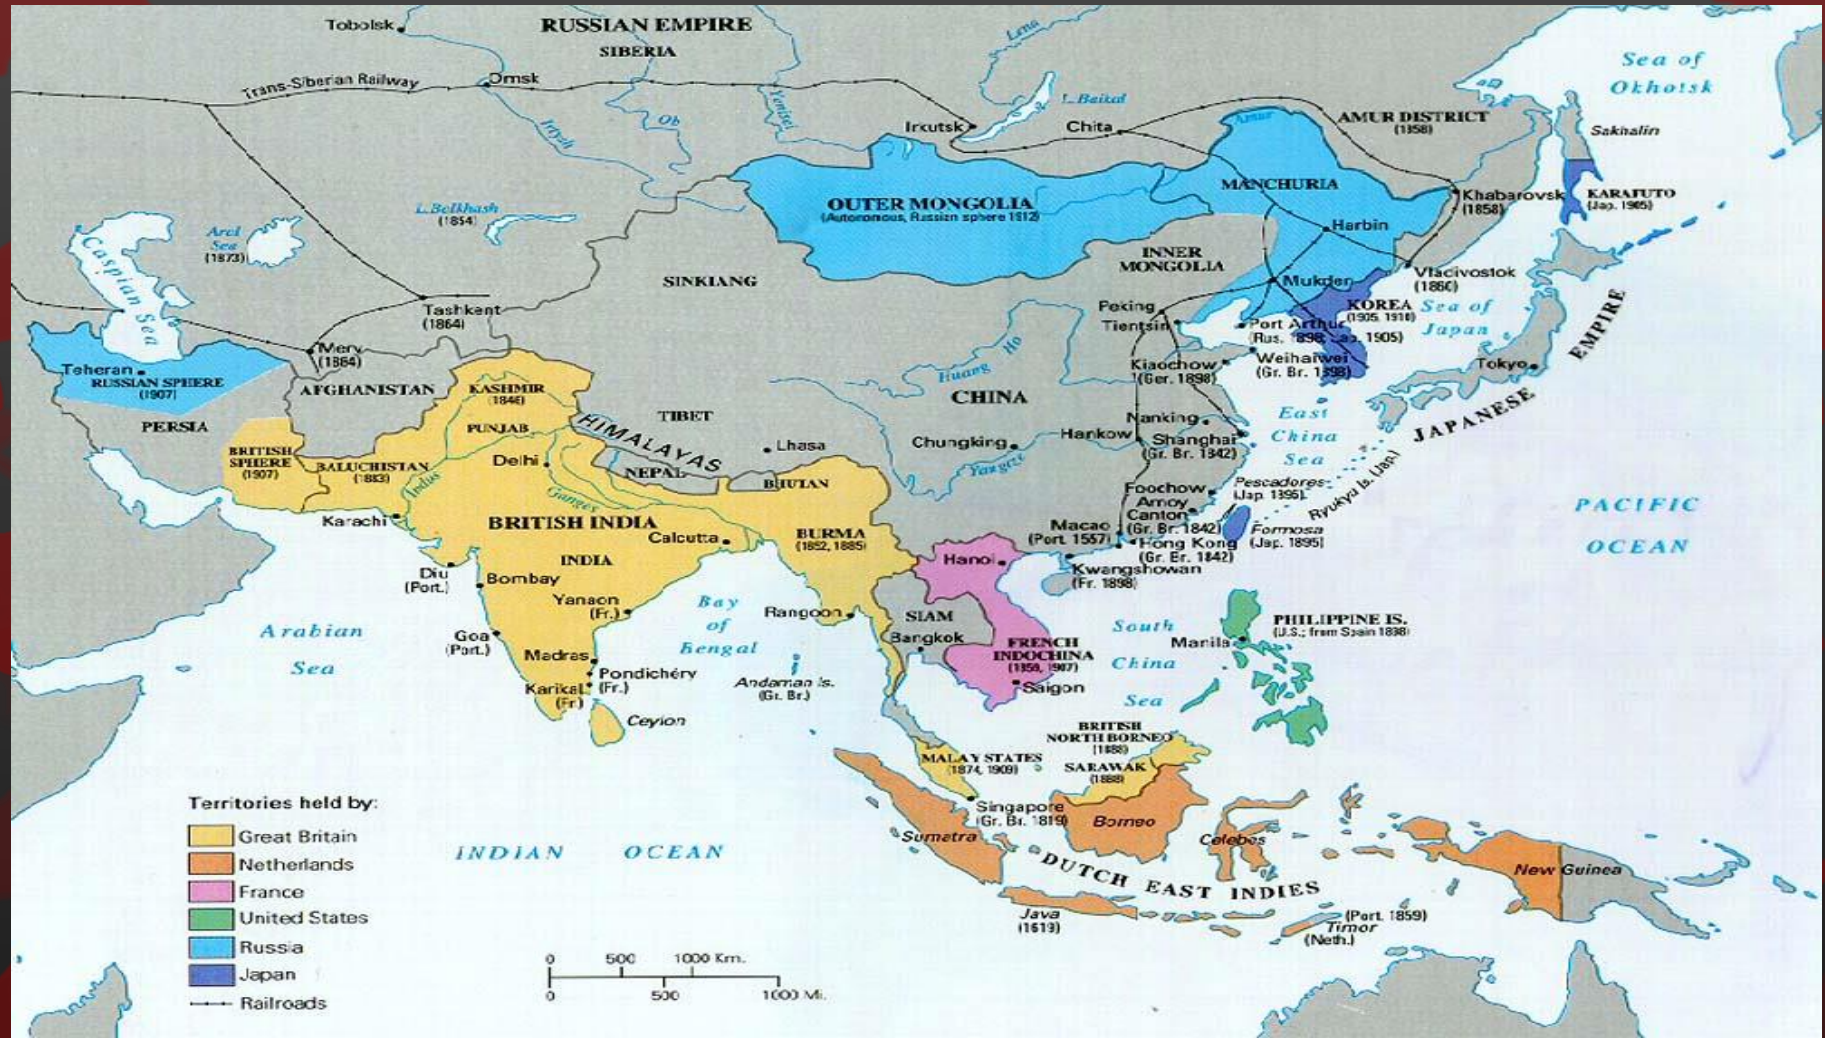 Tobolsk
RUSSIAN EMPIRE
SIBERIA
Lena
Sea of
Okhotsk
Trans-Siberian Railway
Omsk
Irtysh
Ob
Yenisei
L. Baikal
Irkutsk
Chita
Amur
AMUR DISTRICT
(1858)
Sakhalin
OUTER MONGOLIA
(Autonomous, Russian sphere 1912)
MANCHURIA
Khabarovsk
(1858)
KARAFUTO
(Jap. 1905)
Harbin
L. Balkhash
(1854)
Aral
Sea
(1873)
Caspian Sea
SINKIANG
INNER
MONGOLIA
Mukden
Vladivostok
(1860)
Tashkent
(1864)
Peking
Tientsin
KOREA
(1905, 1910)
Sea of
Japan
Port Arthur
(Rus. 1898; Jap. 1905)
JAPANESE EMPIRE
Merv
(1884)
Teheran
RUSSIAN SPHERE
(1907)
AFGHANISTAN
KASHMIR
(1846)
Huang Ho
Kiaochow
(Ger. 1898)
Weihaiwei
(Gr. Br. 1898)
Tokyo
PERSIA
PUNJAB
HIMALAYAS
TIBET
CHINA
Nanking
East
China
Sea
BRITISH
SPHERE
(1907)
BALUCHISTAN
(1883)
Delhi
Lhasa
Chungking
Hankow
Shanghai
(Gr. Br. 1842)
Yangtze
Indus
Ganges
NEPAL
BHUTAN
Foochow
Amoy
Canton
(Gr. Br. 1842)
Pescadores
(Jap. 1895)
Ryukyu Is. (Jap.)
PACIFIC
OCEAN
Karachi
BRITISH INDIA
Calcutta
BURMA
(1852, 1885)
Macao
(Port. 1557)
Hong Kong
(Gr. Br. 1842)
Formosa
(Jap. 1895)
INDIA
Hanoi
Kwangshowan
(Fr. 1898)
Diu
(Port.)
Bombay
Yanaon
(Fr.)
Bay
of
Bengal
Rangoon
SIAM
Bangkok
South
China
Sea
PHILIPPINE IS.
(U.S.; from Spain 1898)
Manila
Arabian
Sea
Goa
(Port.)
Madras
Pondichéry
(Fr.)
Karikal
(Fr.)
Andaman Is.
(Gr. Br.)
FRENCH
INDOCHINA
(1859, 1907)
Saigon
Ceylon
BRITISH
NORTH BORNEO
(1888)
MALAY STATES
(1874, 1909)
SARAWAK
(1888)
Singapore
(Gr. Br. 1819)
Sumatra
Borneo
Celebes
INDIAN OCEAN
DUTCH EAST INDIES
New Guinea
Java
(1619)
(Port. 1859)
Timor
(Neth.)
Territories held by:
Great Britain
Netherlands
France
United States
Russia
Japan
Railroads
0 500 1000 Km.
0 500 1000 Mi.